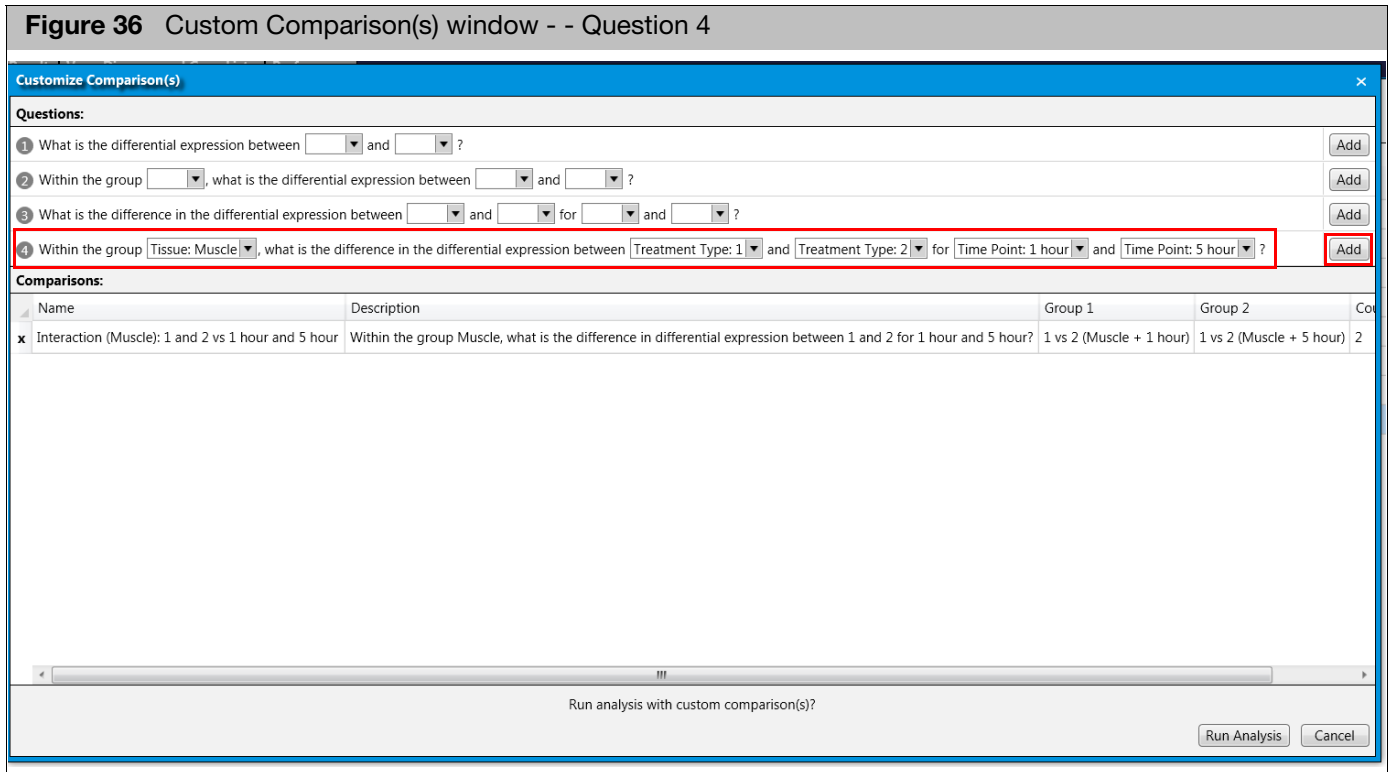 Figure 36 Custom Comparison(s) window - - Question 4
Customize Comparison(s)
Questions:
1 What is the differential expression between and ?
Add
2 Within the group , what is the differential expression between and ?
Add
3 What is the difference in the differential expression between and for and ?
Add
4 Within the group Tissue: Muscle , what is the difference in the differential expression between Treatment Type: 1 and Treatment Type: 2 for Time Point: 1 hour and Time Point: 5 hour ?
Add
Comparisons:
Name Description Group 1 Group 2
x Interaction (Muscle): 1 and 2 vs 1 hour and 5 hour Within the group Muscle, what is the difference in differential expression between 1 and 2 for 1 hour and 5 hour? 1 vs 2 (Muscle + 1 hour) 1 vs 2 (Muscle + 5 hour) 2
Run analysis with custom comparison(s)?
Run Analysis Cancel